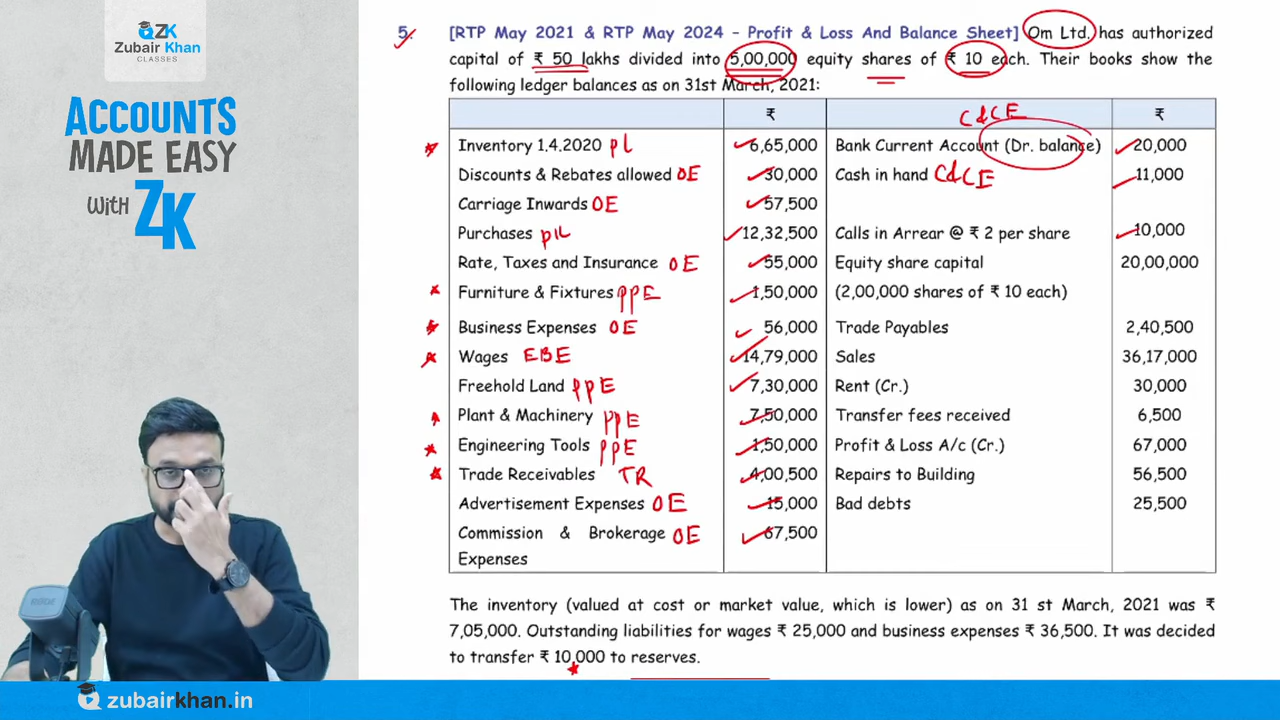 ZK
Zubair Khan
CLASSES
ACCOUNTS
MADE EASY
with ZK
5. [RTP May 2021 & RTP May 2024 – Profit & Loss And Balance Sheet] Om Ltd. has authorized
capital of ₹ 50 lakhs divided into 5,00,000 equity shares of ₹ 10 each. Their books show the
following ledger balances as on 31st March, 2021:
₹ C&CE ₹
Inventory 1.4.2020 pL 6,65,000 Bank Current Account (Dr. balance) 20,000
Discounts & Rebates allowed OE 30,000 Cash in hand C&CE 11,000
Carriage Inwards OE 57,500
Purchases pL 12,32,500 Calls in Arrear @ ₹ 2 per share 10,000
Rate, Taxes and Insurance OE 55,000 Equity share capital 20,00,000
Furniture & Fixtures ppE 1,50,000 (2,00,000 shares of ₹ 10 each)
Business Expenses OE 56,000 Trade Payables 2,40,500
Wages EBE 14,79,000 Sales 36,17,000
Freehold Land ppE 7,30,000 Rent (Cr.) 30,000
Plant & Machinery ppE 7,50,000 Transfer fees received 6,500
Engineering Tools ppE 1,50,000 Profit & Loss A/c (Cr.) 67,000
Trade Receivables TR 4,00,500 Repairs to Building 56,500
Advertisement Expenses OE 15,000 Bad debts 25,500
Commission & Brokerage OE 67,500
Expenses
The inventory (valued at cost or market value, which is lower) as on 31 st March, 2021 was ₹
7,05,000. Outstanding liabilities for wages ₹ 25,000 and business expenses ₹ 36,500. It was decided
to transfer ₹ 10,000 to reserves.
zubairkhan.in